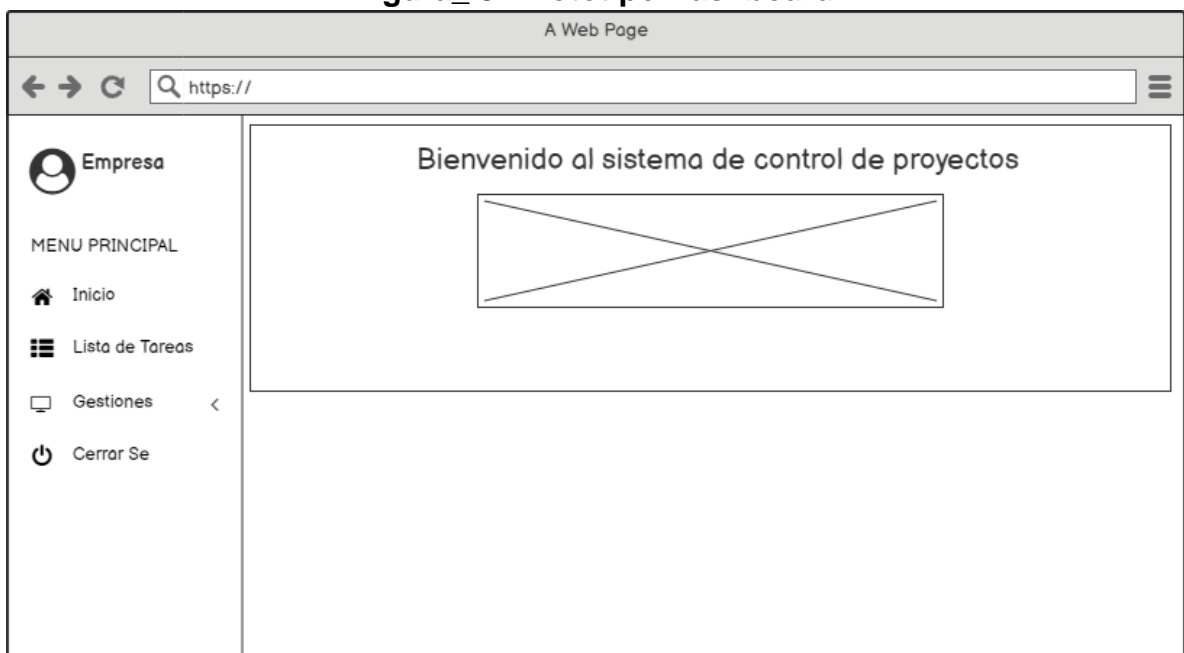 A Web Page
https://
Empresa
Bienvenido al sistema de control de proyectos
MENU PRINCIPAL
Inicio
Lista de Tareas
Gestiones
Cerrar Se